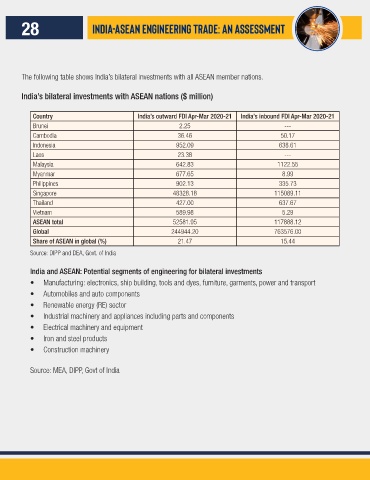 28
INDIA-ASEAN ENGINEERING TRADE: AN ASSESSMENT
The following table shows India's bilateral investments with all ASEAN member nations.
India's bilateral investments with ASEAN nations ($ million)
Country India's outward FDI Apr-Mar 2020-21 India's inbound FDI Apr-Mar 2020-21
Brunei 2.25 ---
Cambodia 36.46 50.17
Indonesia 952.09 638.61
Laos 23.39 ---
Malaysia 642.83 1122.55
Myanmar 677.65 8.99
Philippines 902.13 335.73
Singapore 48328.18 115089.11
Thailand 427.00 637.67
Vietnam 589.98 5.29
ASEAN total 52581.95 117888.12
Global 244944.20 763576.00
Share of ASEAN in global (%) 21.47 15.44
Source: DIPP and DEA, Govt. of India
India and ASEAN: Potential segments of engineering for bilateral investments
• Manufacturing: electronics, ship building, tools and dyes, furniture, garments, power and transport
• Automobiles and auto components
• Renewable energy (RE) sector
• Industrial machinery and appliances including parts and components
• Electrical machinery and equipment
• Iron and steel products
• Construction machinery
Source: MEA, DIPP, Govt of India